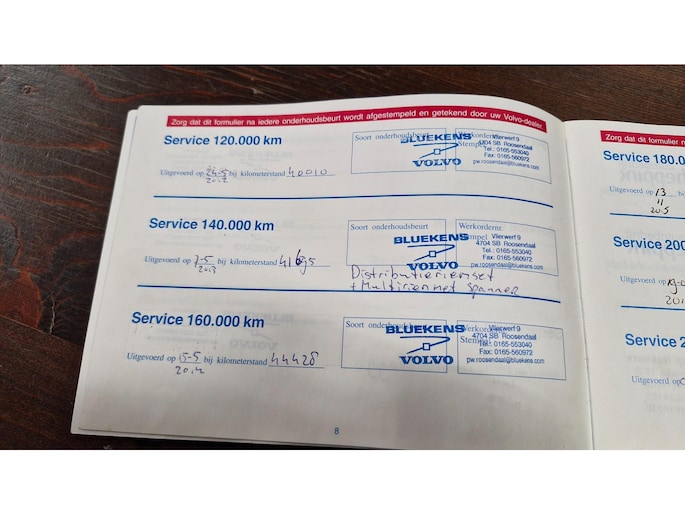 Zorg dat dit formulier na iedere onderhoudsbeurt wordt afgestempeld en getekend door uw Volvo-dealer.
Service 120.000 km
Soort onderhoudsbeurt
BLUEKENS
VOLVO
Stempel
Vlierwerf 9
4704 SB Roosendaal
Tel.: 0165-553040
Fax: 0165-560972
pw.roosendaal@bluekens.com
Uitgevoerd op 24-5 bij kilometerstand 40010
2012
Service 140.000 km
Soort onderhoudsbeurt
Werkordernr.
BLUEKENS
VOLVO
Vlierwerf 9
4704 SB Roosendaal
Tel.: 0165-553040
Fax: 0165-560972
pw.roosendaal@bluekens.com
Uitgevoerd op 7-5 bij kilometerstand
2013
Distributieriemset
+ Multiriem met spanner
Service 160.000 km
Soort
BLUEKENS
VOLVO
Stempel
Vlierwerf 9
4704 SB Roosendaal
Tel.: 0165-553040
Fax: 0165-560972
pw.roosendaal@bluekens.com
Uitgevoerd op 15-5 bij kilometerstand 44428
2014
8
Zorg dat dit formulier
Service 180.0
Uitgevoerd op 13
11
2015
Service 200
Uitgevoerd op
Service 2
Uitgevoerd op